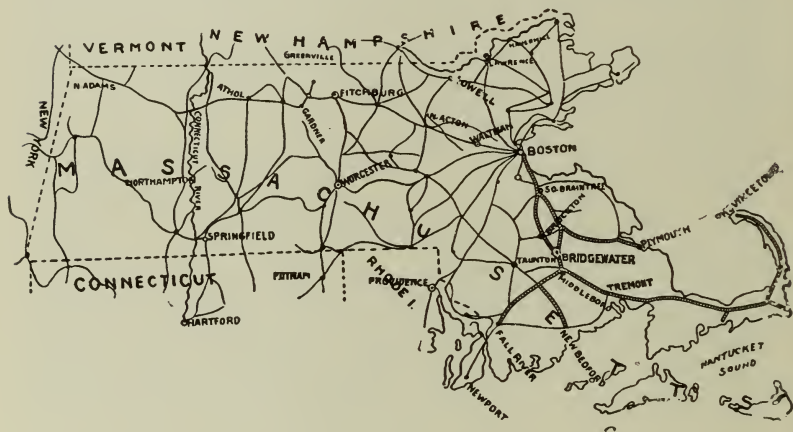 VERMONT
NEW HAMPSHIRE
GREENVILLE
HAVERHILL
LAWRENCE
LOWELL
N. ADAMS
ATHOL
FITCHBURG
GARDNER
ACTON
WALTHAM
BOSTON
NEW YORK
MASSACHUSETTS
NORTHAMPTON
CONNECTICUT RIVER
WORCESTER
SO. BRAINTREE
PLYMOUTH
SPRINGFIELD
TAUNTON
BRIDGEWATER
CONNECTICUT
PUTNAM
RHODE I.
PROVIDENCE
MIDDLEBORO
TREMONT
HARTFORD
FALL RIVER
NEW BEDFORD
NEWPORT
NANTUCKET
SOUND